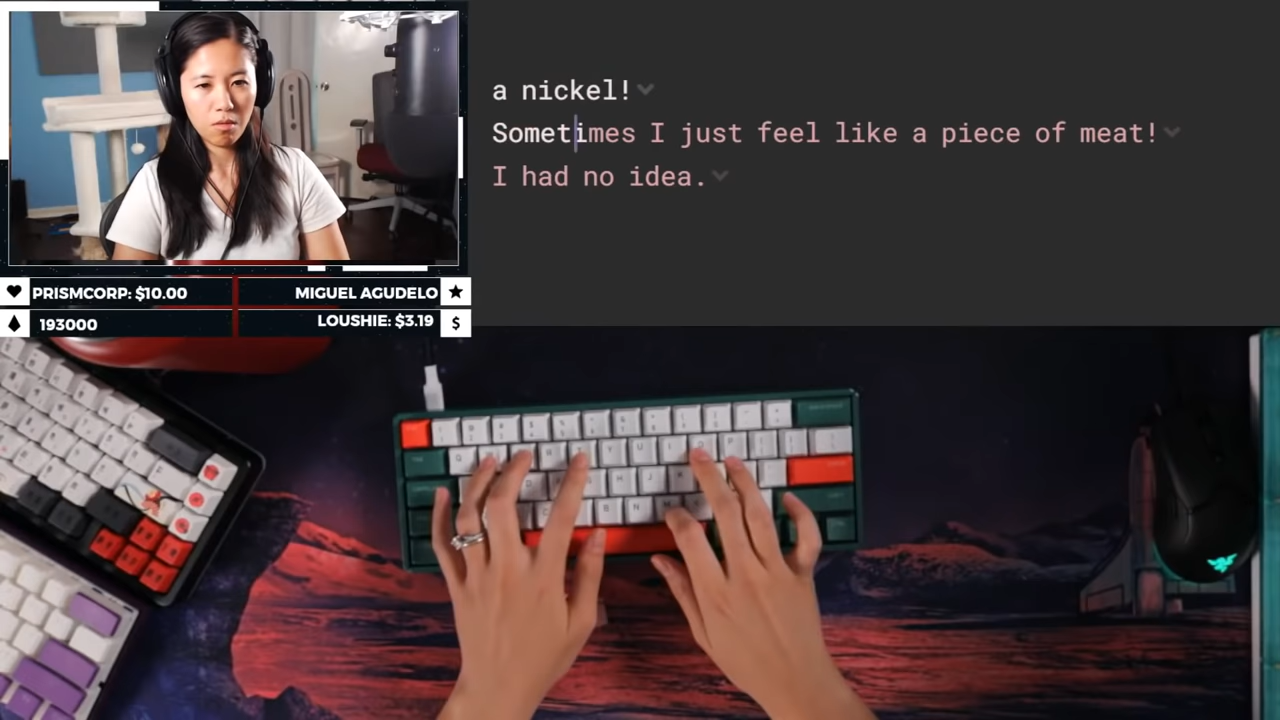 a nickel!
Sometimes I just feel like a piece of meat!
I had no idea.
PRISMCORP: $10.00
MIGUEL AGUDELO
193000
LOUSHIE: $3.19
$